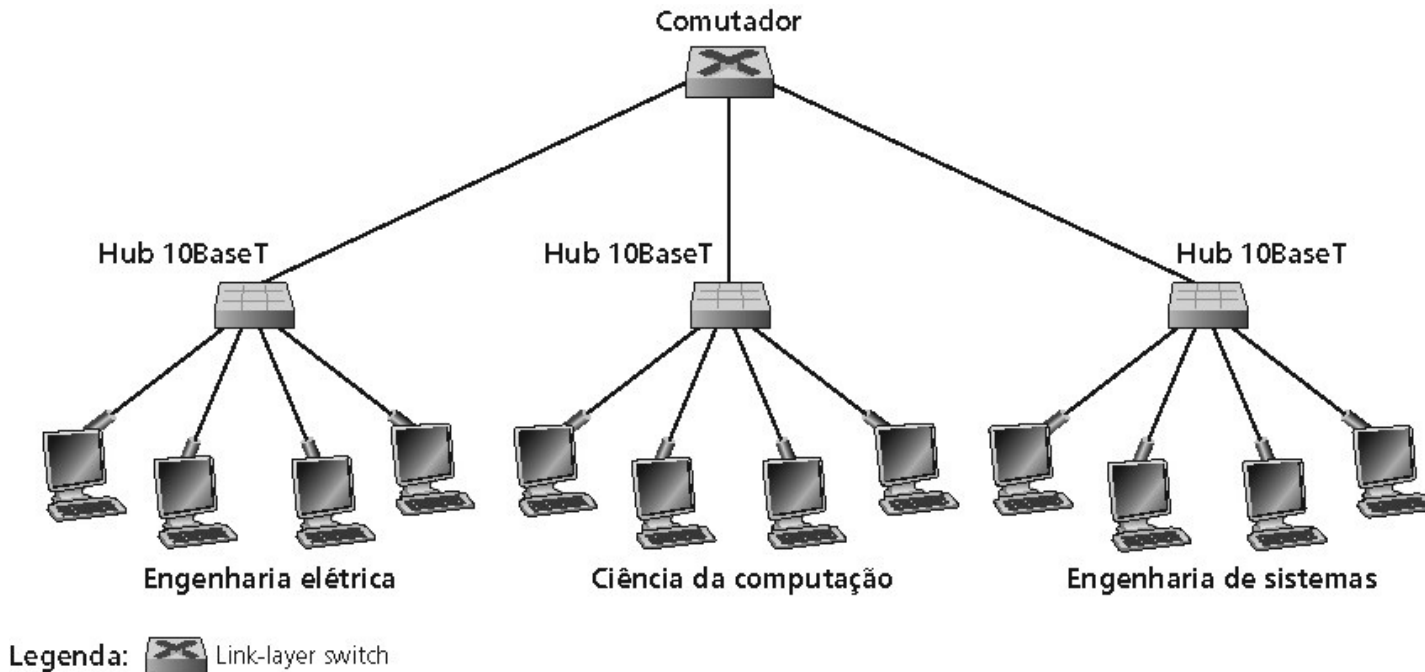 Comutador
Hub 10BaseT
Hub 10BaseT
Hub 10BaseT
Engenharia elétrica
Ciência da computação
Engenharia de sistemas
Legenda: Link-layer switch